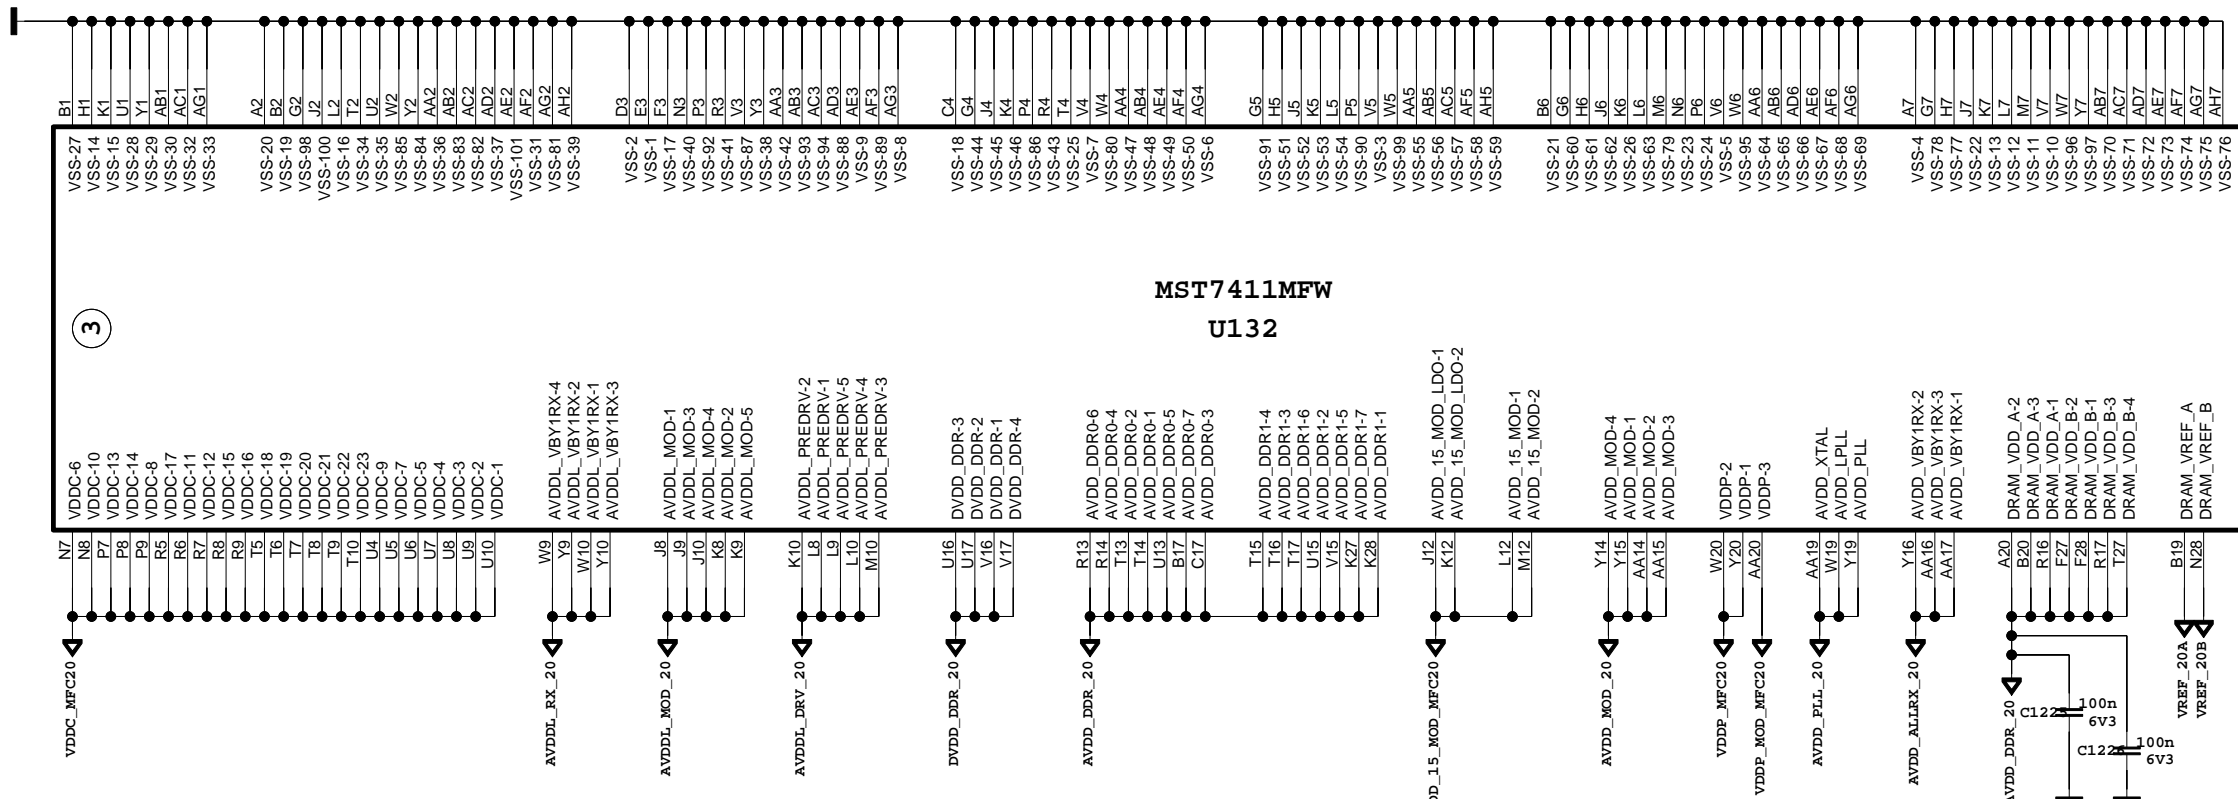 B1 H1 K1 U1 Y1 AB1 AC1 AG1
A2 B2 G2 J2 L2 T2 U2 W2 Y2 AA2 AB2 AC2 AD2 AE2 AF2 AG2 AH2
D3 E3 F3 N3 P3 R3 V3 Y3 AA3 AB3 AC3 AD3 AE3 AF3 AG3
C4 G4 J4 K4 P4 R4 T4 V4 W4 AA4 AB4 AE4 AF4 AG4
G5 H5 J5 K5 L5 P5 V5 W5 AA5 AB5 AC5 AF5 AH5
B6 G6 H6 J6 K6 L6 M6 N6 P6 V6 W6 AA6 AB6 AD6 AE6 AF6 AG6
A7 G7 H7 J7 K7 L7 M7 V7 W7 Y7 AB7 AC7 AD7 AE7 AF7 AG7 AH7
VSS-27 VSS-14 VSS-15 VSS-28 VSS-29 VSS-30 VSS-32 VSS-33
VSS-20 VSS-19 VSS-98 VSS-100 VSS-16 VSS-34 VSS-35 VSS-85 VSS-84 VSS-36 VSS-83 VSS-82 VSS-37 VSS-101 VSS-31 VSS-81 VSS-39
VSS-2 VSS-1 VSS-17 VSS-40 VSS-92 VSS-41 VSS-87 VSS-38 VSS-42 VSS-93 VSS-94 VSS-88 VSS-9 VSS-89 VSS-8
VSS-18 VSS-44 VSS-45 VSS-46 VSS-86 VSS-43 VSS-25 VSS-7 VSS-80 VSS-47 VSS-48 VSS-49 VSS-50 VSS-6
VSS-91 VSS-51 VSS-52 VSS-53 VSS-54 VSS-90 VSS-3 VSS-99 VSS-55 VSS-56 VSS-57 VSS-58 VSS-59
VSS-21 VSS-60 VSS-61 VSS-62 VSS-26 VSS-63 VSS-79 VSS-23 VSS-24 VSS-5 VSS-95 VSS-64 VSS-65 VSS-66 VSS-67 VSS-68 VSS-69
VSS-4 VSS-78 VSS-77 VSS-22 VSS-13 VSS-12 VSS-11 VSS-10 VSS-96 VSS-97 VSS-70 VSS-71 VSS-72 VSS-73 VSS-74 VSS-75 VSS-76
MST7411MFW
U132
3
VDDC-6 VDDC-10 VDDC-13 VDDC-14 VDDC-8 VDDC-17 VDDC-11 VDDC-12 VDDC-15 VDDC-16 VDDC-18 VDDC-19 VDDC-20 VDDC-21 VDDC-22 VDDC-23 VDDC-9 VDDC-7 VDDC-5 VDDC-4 VDDC-3 VDDC-2 VDDC-1
AVDDL_VBY1RX-4 AVDDL_VBY1RX-2 AVDDL_VBY1RX-1 AVDDL_VBY1RX-3
AVDDL_MOD-1 AVDDL_MOD-3 AVDDL_MOD-4 AVDDL_MOD-2 AVDDL_MOD-5
AVDDL_PREDRV-2 AVDDL_PREDRV-1 AVDDL_PREDRV-5 AVDDL_PREDRV-4 AVDDL_PREDRV-3
DVDD_DDR-3 DVDD_DDR-2 DVDD_DDR-1 DVDD_DDR-4
AVDD_DDR0-6 AVDD_DDR0-4 AVDD_DDR0-2 AVDD_DDR0-1 AVDD_DDR0-5 AVDD_DDR0-7 AVDD_DDR0-3
AVDD_DDR1-4 AVDD_DDR1-3 AVDD_DDR1-6 AVDD_DDR1-2 AVDD_DDR1-5 AVDD_DDR1-7 AVDD_DDR1-1
AVDD_15_MOD_LDO-1 AVDD_15_MOD_LDO-2
AVDD_15_MOD-1 AVDD_15_MOD-2
AVDD_MOD-4 AVDD_MOD-1 AVDD_MOD-2 AVDD_MOD-3
VDDP-2 VDDP-1 VDDP-3
AVDD_XTAL AVDD_LPLL AVDD_PLL
AVDD_VBY1RX-2 AVDD_VBY1RX-3 AVDD_VBY1RX-1
DRAM_VDD_A-2 DRAM_VDD_A-3 DRAM_VDD_A-1 DRAM_VDD_B-2 DRAM_VDD_B-1 DRAM_VDD_B-3 DRAM_VDD_B-4
DRAM_VREF_A DRAM_VREF_B
N7 N8 P7 P8 P9 R5 R6 R7 R8 R9 T5 T6 T7 T8 T9 T10 U4 U5 U6 U7 U8 U9 U10
W9 Y9 W10 Y10
J8 J9 J10 K8 K9
K10 L8 L9 L10 M10
U16 U17 V16 V17
R13 R14 T13 T14 U13 B17 C17
T15 T16 T17 U15 V15 K27 K28
J12 K12
L12 M12
Y14 Y15 AA14 AA15
W20 Y20 AA20
AA19 W19 Y19
Y16 AA16 AA17
A20 B20 R16 F27 F28 R17 T27
B19 N28
VDDC_MFC20
AVDDL_RX_20
AVDDL_MOD_20
AVDDL_DRV_20
DVDD_DDR_20
AVDD_DDR_20
DD_15_MOD_MFC20
AVDD_MOD_20
VDDP_MFC20
VDDP_MOD_MFC20
AVDD_PLL_20
AVDD_ALLRX_20
AVDD_DDR_20
VREF_20A
VREF_20B
C1225 100n
6V3
C1226 100n
6V3